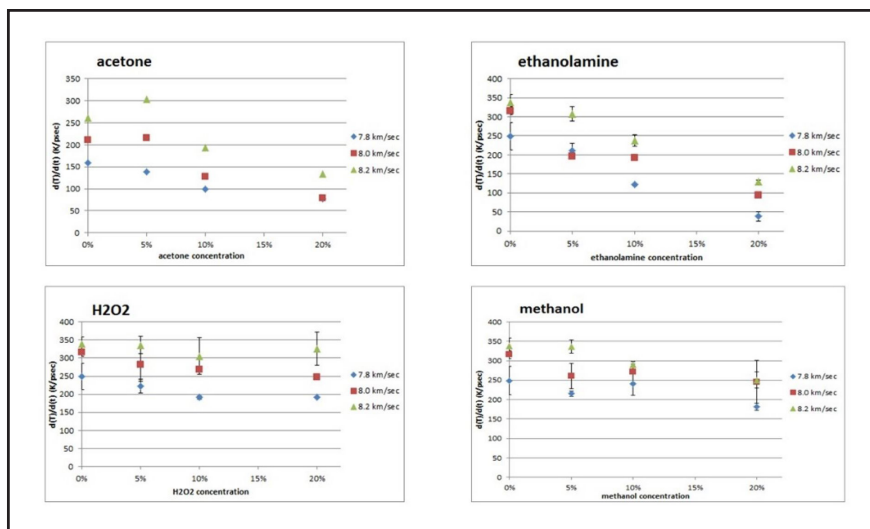 acetone
d(T)/d(t) (K/psec)
350
300
250
200
150
100
50
0
0% 5% 10% 15% 20%
acetone concentration
7.8 km/sec
8.0 km/sec
8.2 km/sec
ethanolamine
d(T)/d(t) (K/psec)
400
350
300
250
200
150
100
50
0
0% 5% 10% 15% 20%
ethanolamine concentration
7.8 km/sec
8.0 km/sec
8.2 km/sec
H2O2
d(T)/d(t) (K/psec)
400
350
300
250
200
150
100
50
0
0% 5% 10% 15% 20%
H2O2 concentration
7.8 km/sec
8.0 km/sec
8.2 km/sec
methanol
d(T)/d(t) (K/psec)
400
350
300
250
200
150
100
50
0
0% 5% 10% 15% 20%
methanol concentration
7.8 km/sec
8.0 km/sec
8.2 km/sec